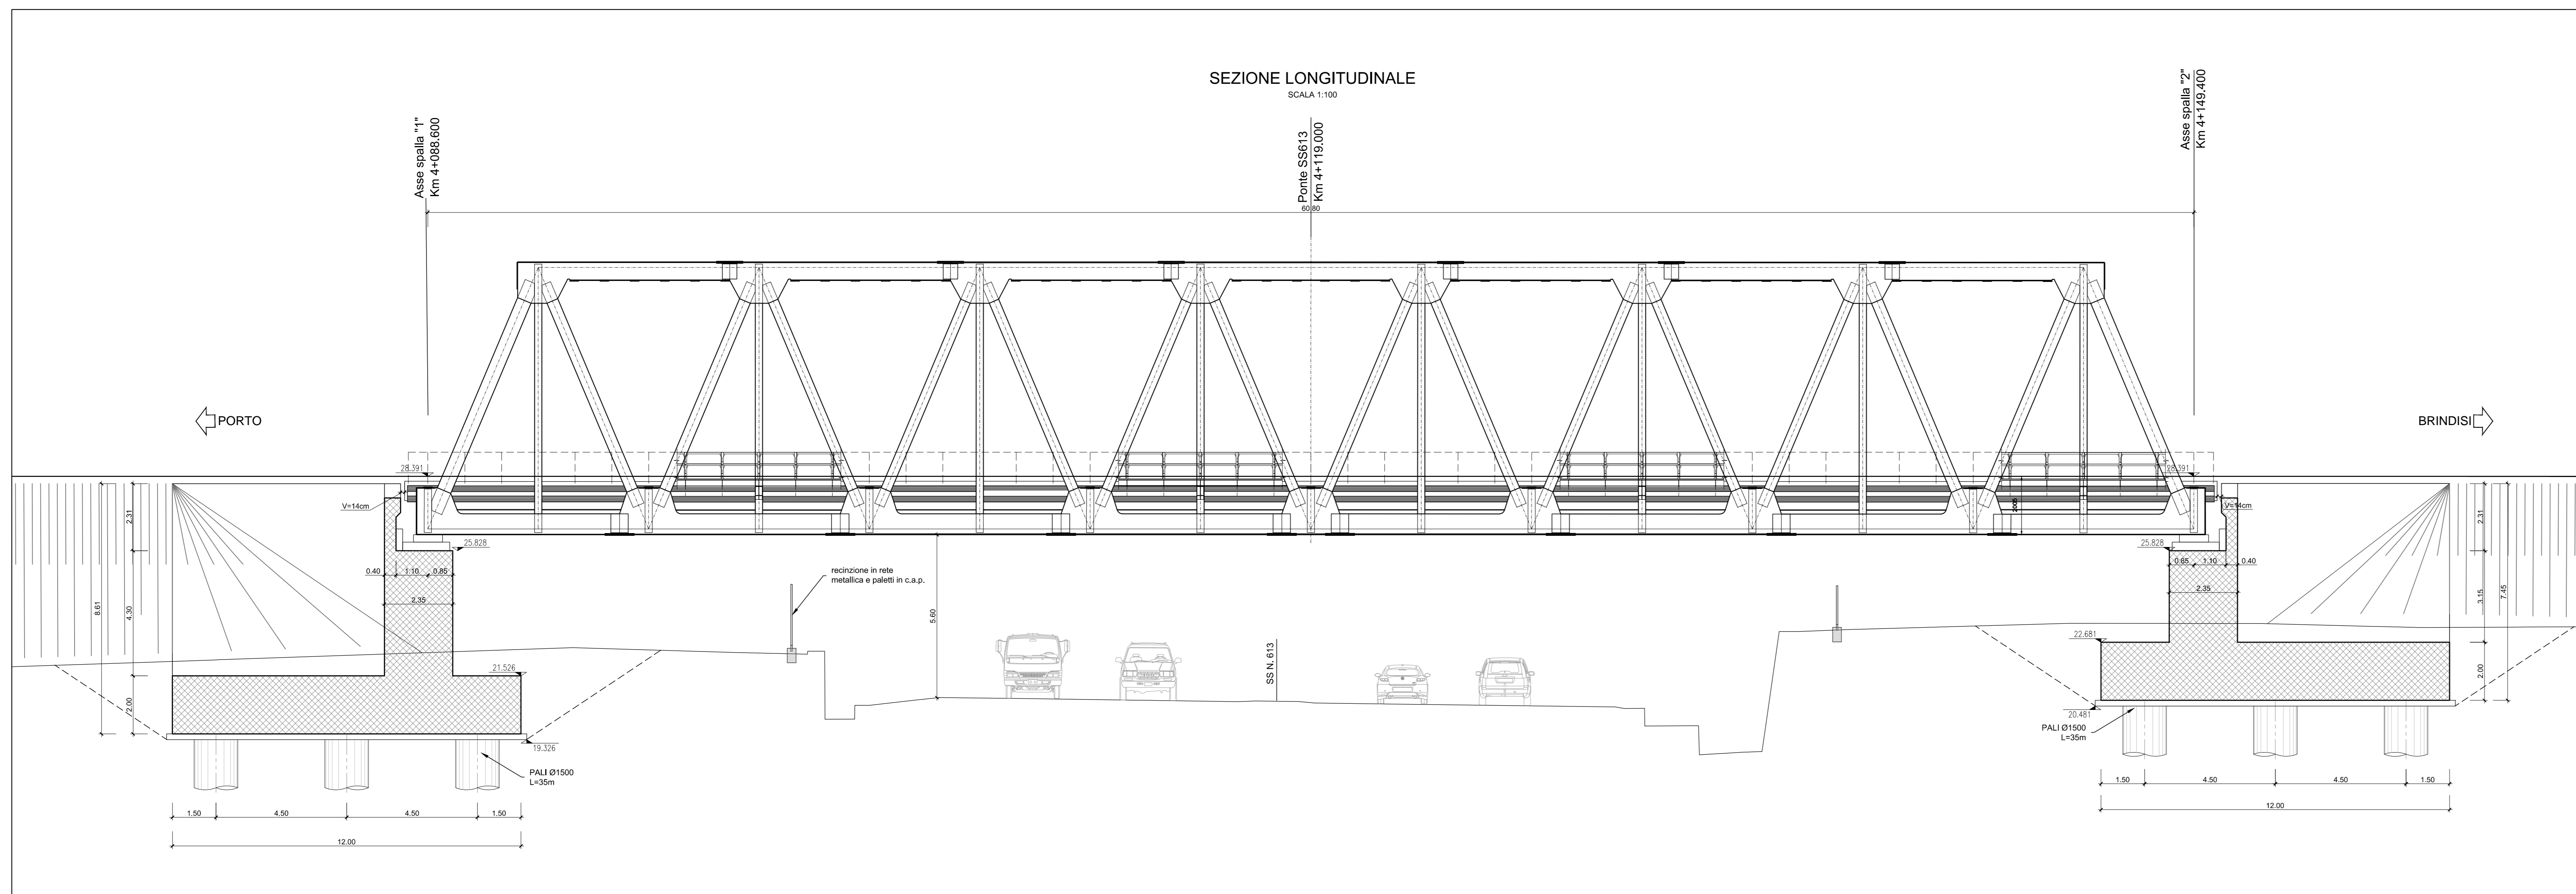 SEZIONE LONGITUDINALE
SCALA 1:100
Asse spalla "1"
Km 4+088.600
Ponte SS613
Km 4+119.000
Asse spalla "2"
Km 4+149.400
60.80
PORTO
BRINDISI
28.391
28.391
V=14cm
V=14cm
2005
25.828
25.828
0.40
1.10
0.85
2.35
0.85
1.10
0.40
2.35
2.31
4.30
2.00
8.61
2.31
3.15
2.00
7.45
recinzione in rete
metallica e paletti in c.a.p.
5.60
SS N. 613
21.526
22.681
19.326
20.481
PALI Ø1500
L=35m
PALI Ø1500
L=35m
1.50
4.50
4.50
1.50
12.00
1.50
4.50
4.50
1.50
12.00